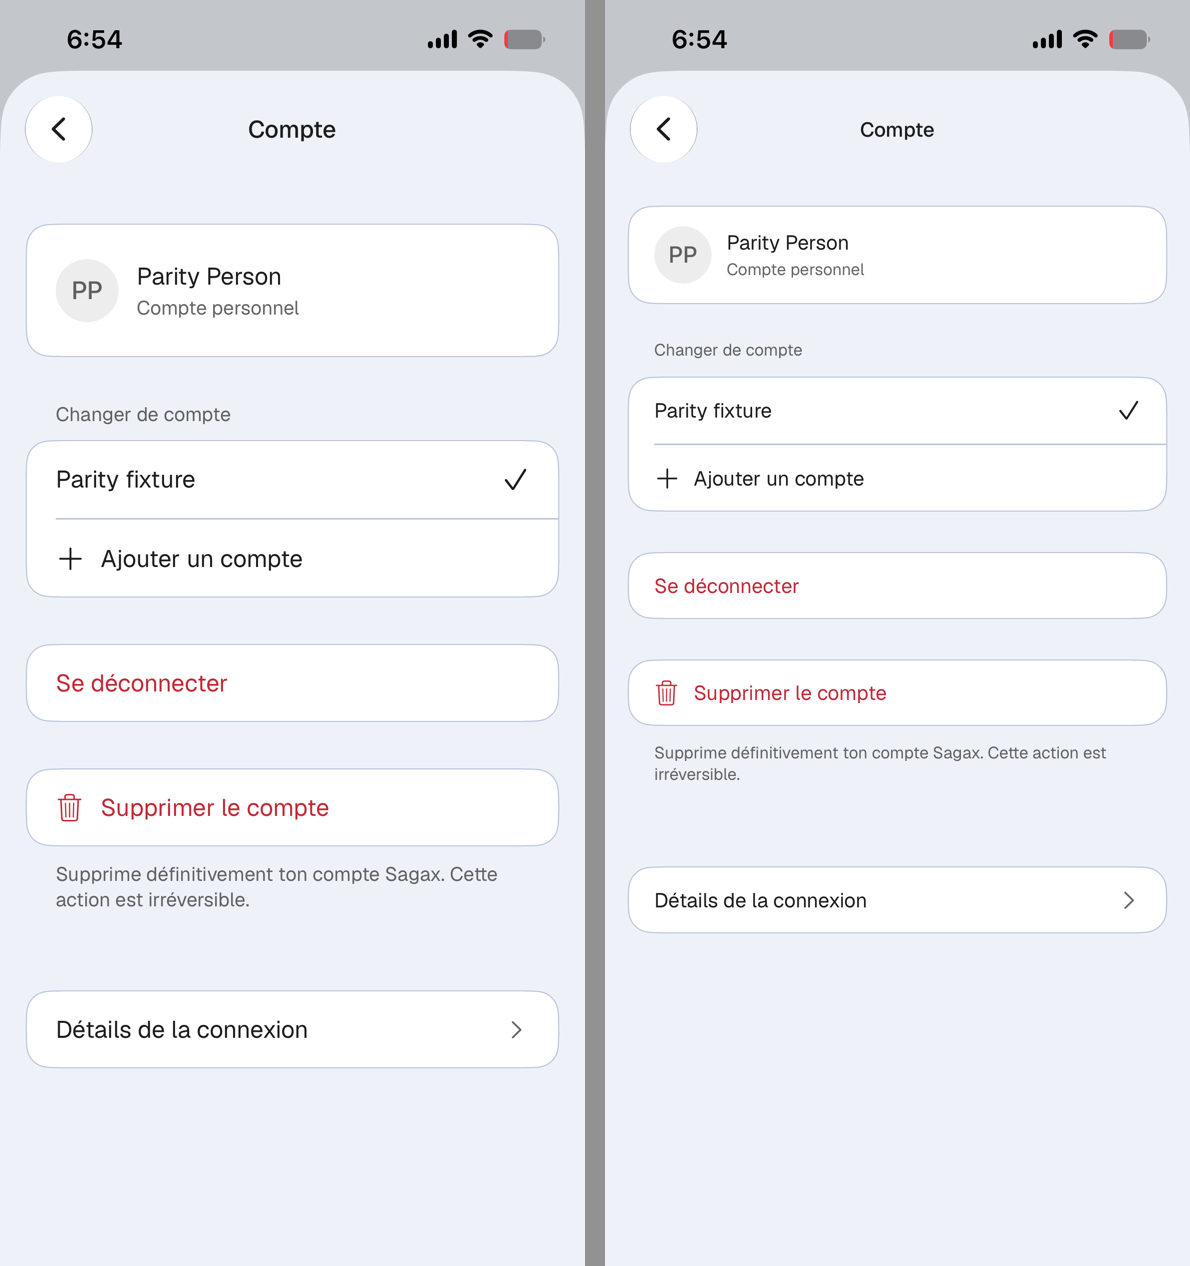 6:54
Compte
PP
Parity Person
Compte personnel
Changer de compte
Parity fixture
Ajouter un compte
Se déconnecter
Supprimer le compte
Supprime définitivement ton compte Sagax. Cette
action est irréversible.
Détails de la connexion
6:54
Compte
PP
Parity Person
Compte personnel
Changer de compte
Parity fixture
Ajouter un compte
Se déconnecter
Supprimer le compte
Supprime définitivement ton compte Sagax. Cette action est
irréversible.
Détails de la connexion